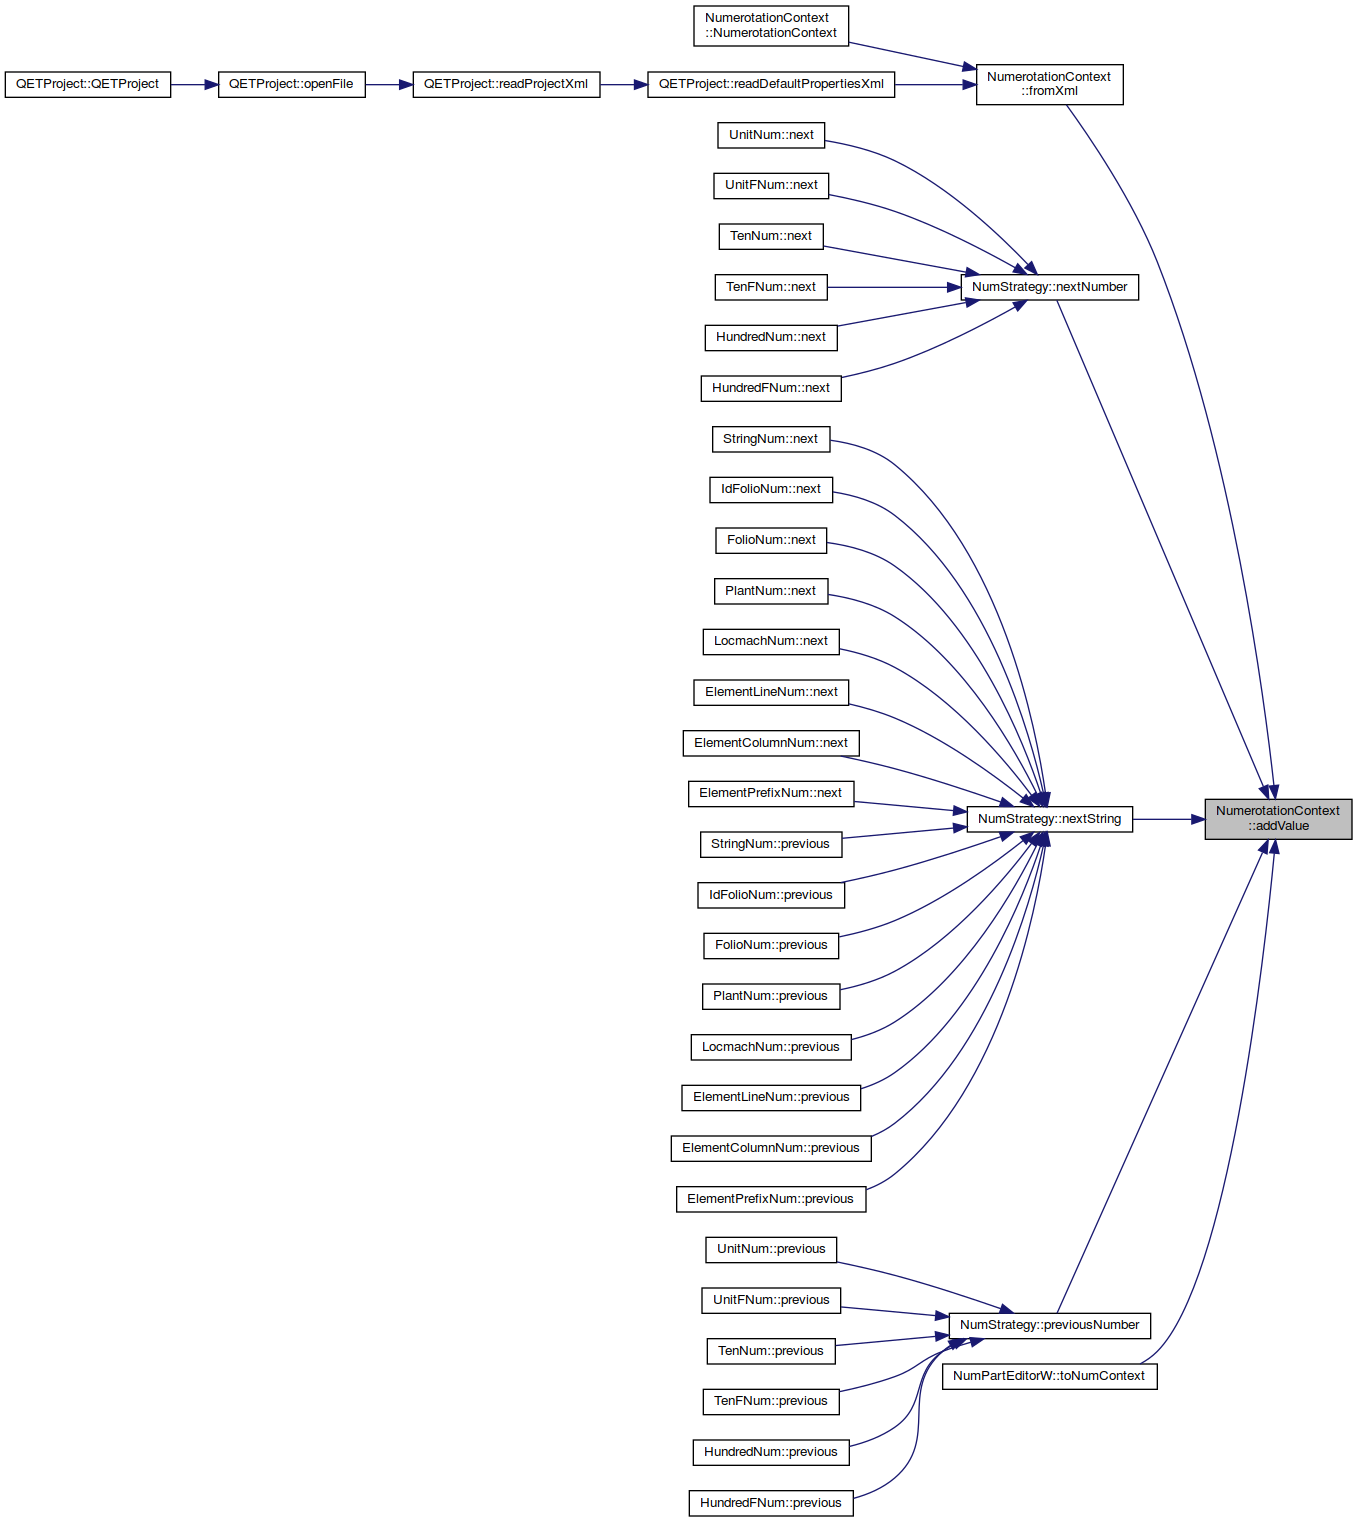 NumerotationContext
::NumerotationContext
QETProject::QETProject
QETProject::openFile
QETProject::readProjectXml
QETProject::readDefaultPropertiesXml
NumerotationContext
::fromXml
UnitNum::next
UnitFNum::next
TenNum::next
TenFNum::next
NumStrategy::nextNumber
HundredNum::next
HundredFNum::next
StringNum::next
IdFolioNum::next
FolioNum::next
PlantNum::next
LocmachNum::next
ElementLineNum::next
ElementColumnNum::next
ElementPrefixNum::next
NumStrategy::nextString
NumerotationContext
::addValue
StringNum::previous
IdFolioNum::previous
FolioNum::previous
PlantNum::previous
LocmachNum::previous
ElementLineNum::previous
ElementColumnNum::previous
ElementPrefixNum::previous
UnitNum::previous
UnitFNum::previous
NumStrategy::previousNumber
TenNum::previous
NumPartEditorW::toNumContext
TenFNum::previous
HundredNum::previous
HundredFNum::previous